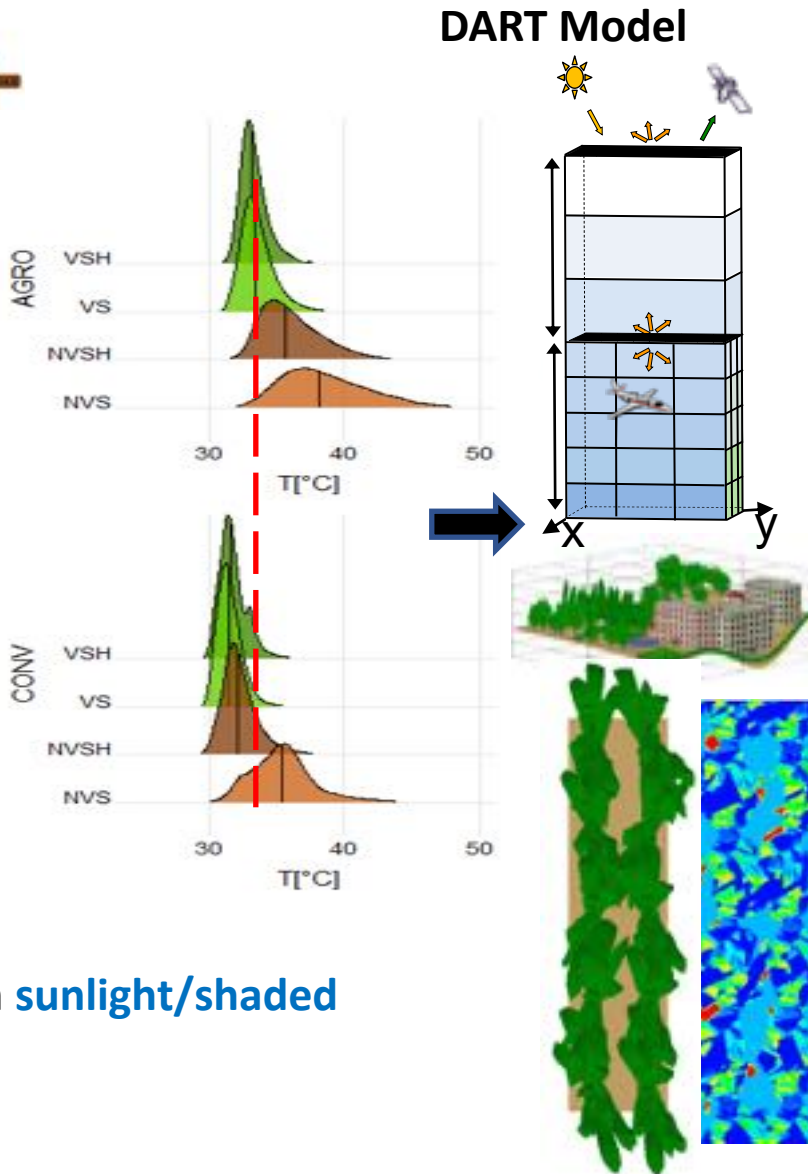 DART Model
AGRO
VSH
VS
NVSH
NVS
30 40 50
T[°C]
x y
CONV
VSH
VS
NVSH
NVS
30 40 50
T[°C]
sunlight/shaded